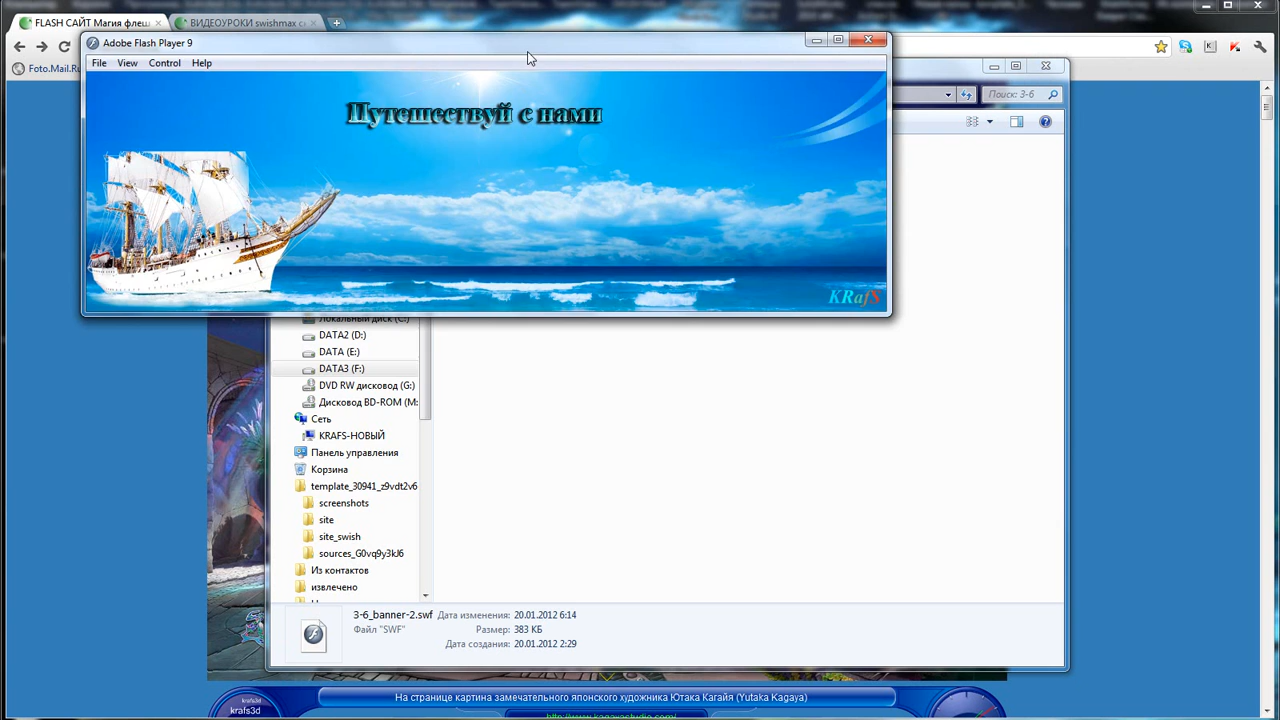 FLASH САЙТ Магия флеш
ВИДЕОУРОКИ swishmax с
Foto.Mail.Ru
Adobe Flash Player 9
File View Control Help
Путешествуй с нами
KRafS
Поиск: 3-6
Локальный диск (C:)
DATA2 (D:)
DATA (E:)
DATA3 (F:)
DVD RW дисковод (G:)
Дисковод BD-ROM (M:
Сеть
KRAFS-НОВЫЙ
Панель управления
Корзина
template_30941_z9vdt2v6
screenshots
site
site_swish
sources_G0vq9y3kJ6
Из контактов
извлечено
3-6_banner-2.swf Дата изменения: 20.01.2012 6:14
Файл "SWF" Размер: 383 КБ
Дата создания: 20.01.2012 2:29
На странице картина замечательного японского художника Ютака Кагайя (Yutaka Kagaya)
krafs3d
krafs3d